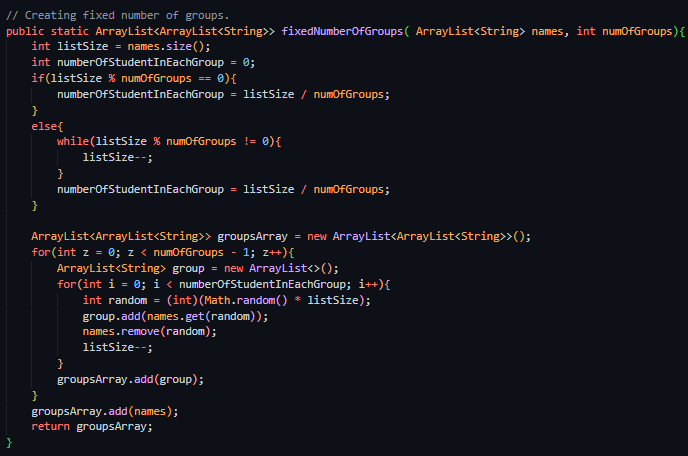 // Creating fixed number of groups.
public static ArrayList<ArrayList<String>> fixedNumberOfGroups( ArrayList<String> names, int numOfGroups){
    int listSize = names.size();
    int numberOfStudentInEachGroup = 0;
    if(listSize % numOfGroups == 0){
        numberOfStudentInEachGroup = listSize / numOfGroups;
    }
    else{
        while(listSize % numOfGroups != 0){
            listSize--;
        }
        numberOfStudentInEachGroup = listSize / numOfGroups;
    }

    ArrayList<ArrayList<String>> groupsArray = new ArrayList<ArrayList<String>>();
    for(int z = 0; z < numOfGroups - 1; z++){
        ArrayList<String> group = new ArrayList<>();
        for(int i = 0; i < numberOfStudentInEachGroup; i++){
            int random = (int)(Math.random() * listSize);
            group.add(names.get(random));
            names.remove(random);
            listSize--;
        }
        groupsArray.add(group);
    }
    groupsArray.add(names);
    return groupsArray;
}